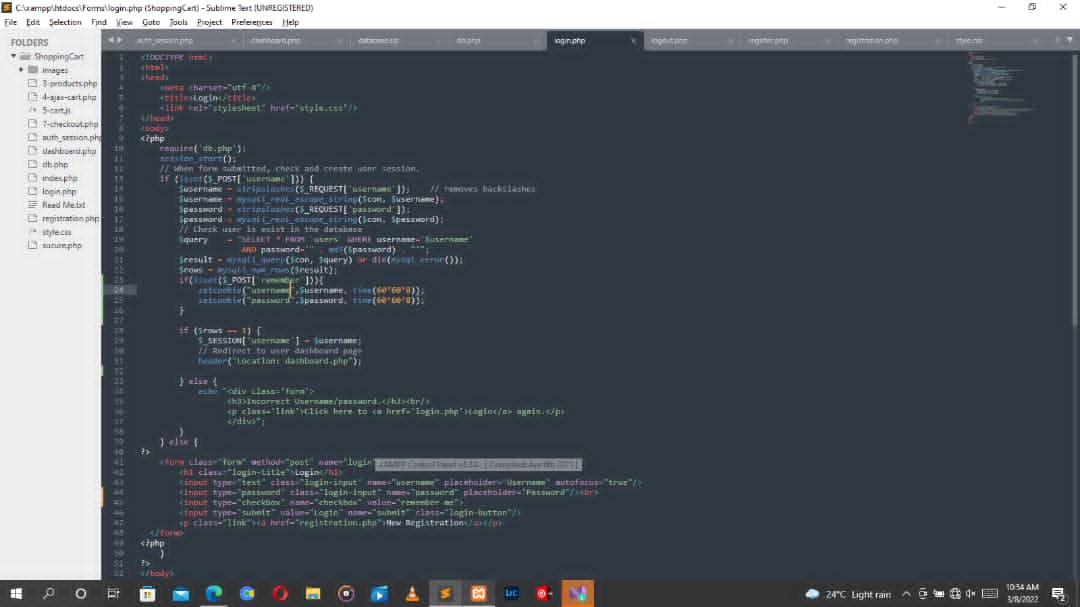 C:\xampp\htdocs\Forms\login.php (ShoppingCart) - Sublime Text (UNREGISTERED)
File Edit Selection Find View Goto Tools Project Preferences Help
FOLDERS
ShoppingCart
images
3-products.php
4-ajax-cart.php
5-cart.js
7-checkout.php
auth_session.php
dashboard.php
db.php
index.php
login.php
Read Me.txt
registration.php
style.css
sucure.php
auth_session.php dashboard.php database.sql db.php login.php logout.php register.php registration.php style.css
1 <!DOCTYPE html>
2 <html>
3 <head>
4 <meta charset="utf-8"/>
5 <title>Login</title>
6 <link rel="stylesheet" href="style.css"/>
7 </head>
8 <body>
9 <?php
10 require('db.php');
11 session_start();
12 // When form submitted, check and create user session.
13 if (isset($_POST['username'])) {
14 $username = stripslashes($_REQUEST['username']); // removes backslashes
15 $username = mysqli_real_escape_string($con, $username);
16 $password = stripslashes($_REQUEST['password']);
17 $password = mysqli_real_escape_string($con, $password);
18 // Check user is exist in the database
19 $query = "SELECT * FROM `users` WHERE username='$username'
20 AND password='" . md5($password) . "'";
21 $result = mysqli_query($con, $query) or die(mysql_error());
22 $rows = mysqli_num_rows($result);
23 if(isset($_POST['remember'])){
24 setcookie("username",$username, time(60*60*8));
25 setcookie("password",$password, time(60*60*8));
26 }
27
28 if ($rows == 1) {
29 $_SESSION['username'] = $username;
30 // Redirect to user dashboard page
31 header("Location: dashboard.php");
32
33 } else {
34 echo "<div class='form'>
35 <h3>Incorrect Username/password.</h3><br/>
36 <p class='link'>Click here to <a href='login.php'>Login</a> again.</p>
37 </div>";
38 }
39 } else {
40 ?>
41 <form class="form" method="post" name="login
42 <h1 class="login-title">Login</h1>
43 <input type="text" class="login-input" name="username" placeholder="Username" autofocus="true"/>
44 <input type="password" class="login-input" name="password" placeholder="Password"/><br>
45 <input type="checkbox" name="checkbox" value="remember me">
46 <input type="submit" value="Login" name="submit" class="login-button"/>
47 <p class="link"><a href="registration.php">New Registration</a></p>
48 </form>
49 <?php
50 }
51 ?>
52 </body>
XAMPP Control Panel [ Compiled: Apr 6th 2021 ]
24°C Light rain
10:54 AM
3/8/2022
2